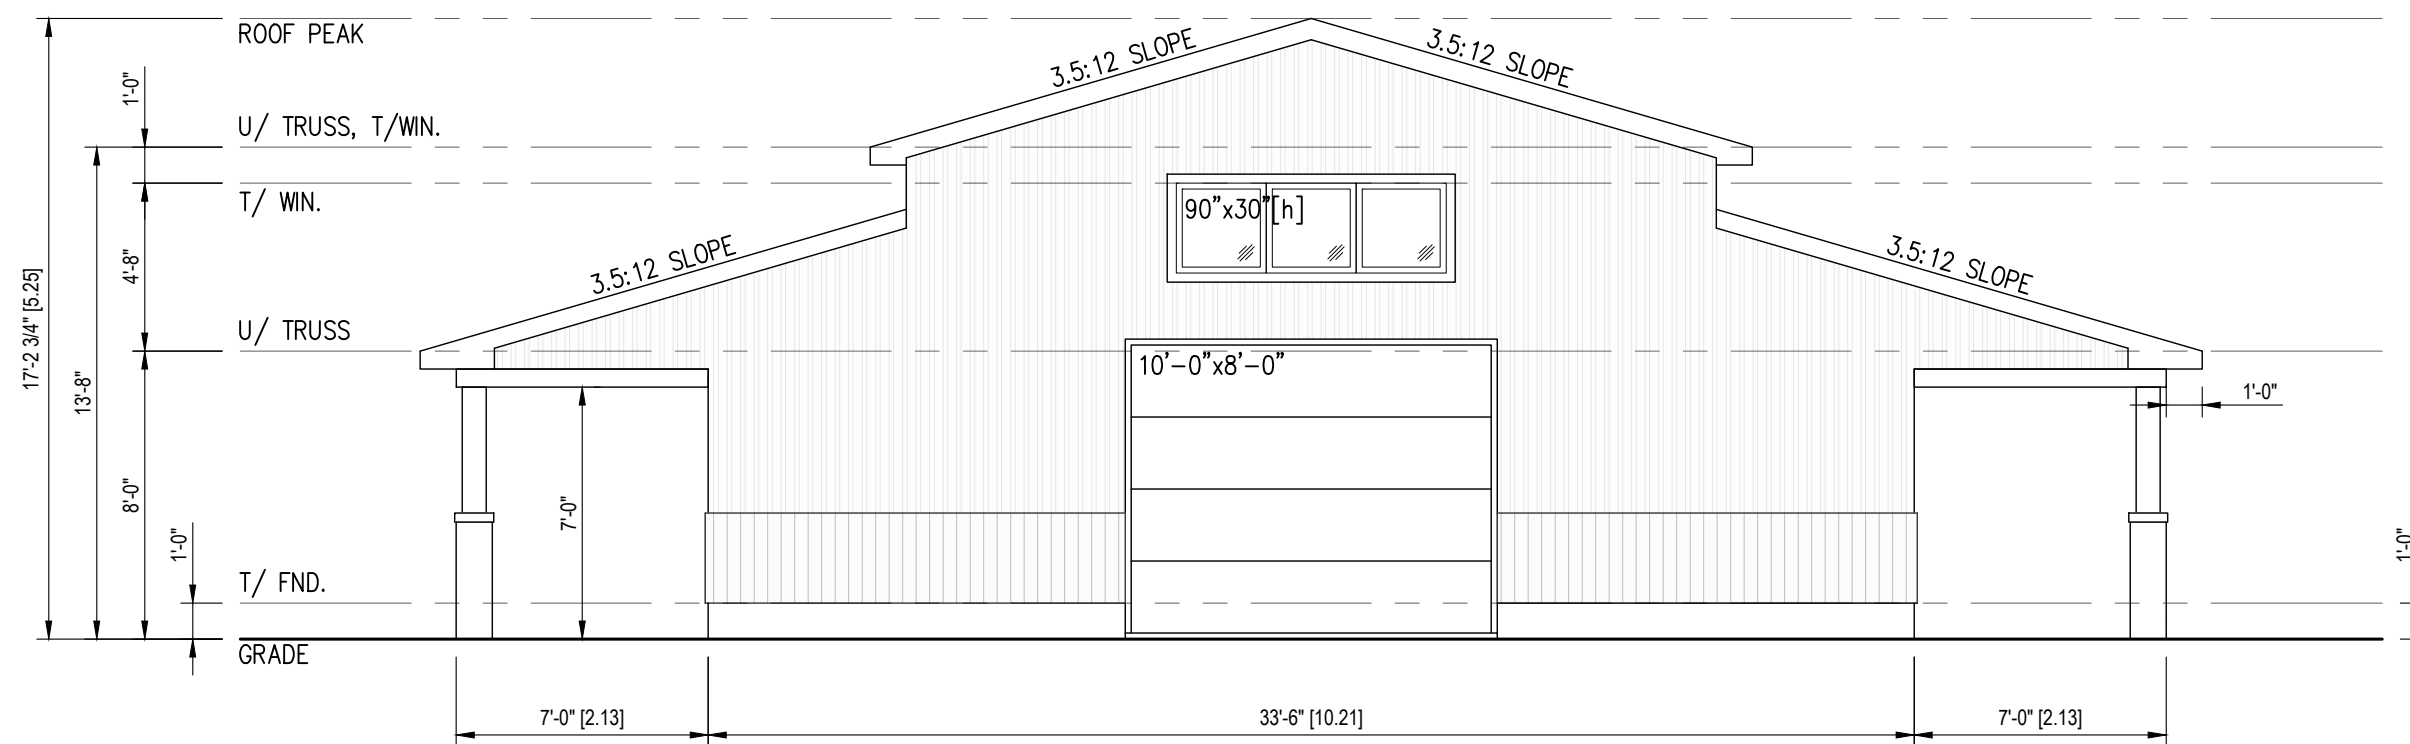 ROOF PEAK
3.5:12 SLOPE
3.5:12 SLOPE
1'-0"
U/ TRUSS, T/WIN.
T/ WIN.
90"x30"[h]
3.5:12 SLOPE
3.5:12 SLOPE
4'-8"
17'-2 3/4" [5.25]
13'-8"
U/ TRUSS
10'-0"x8'-0"
1'-0"
8'-0"
7'-0"
1'-0"
1'-0"
T/ FND.
GRADE
7'-0" [2.13]
33'-6" [10.21]
7'-0" [2.13]